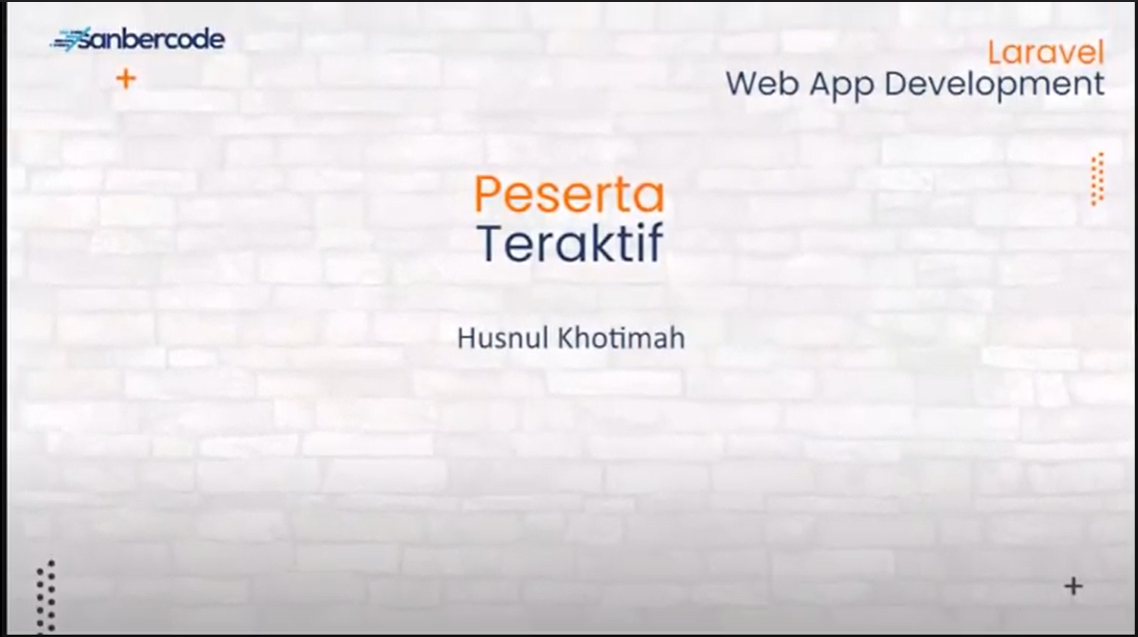 sanbercode
Laravel
Web App Development
Peserta
Teraktif
Husnul Khotimah